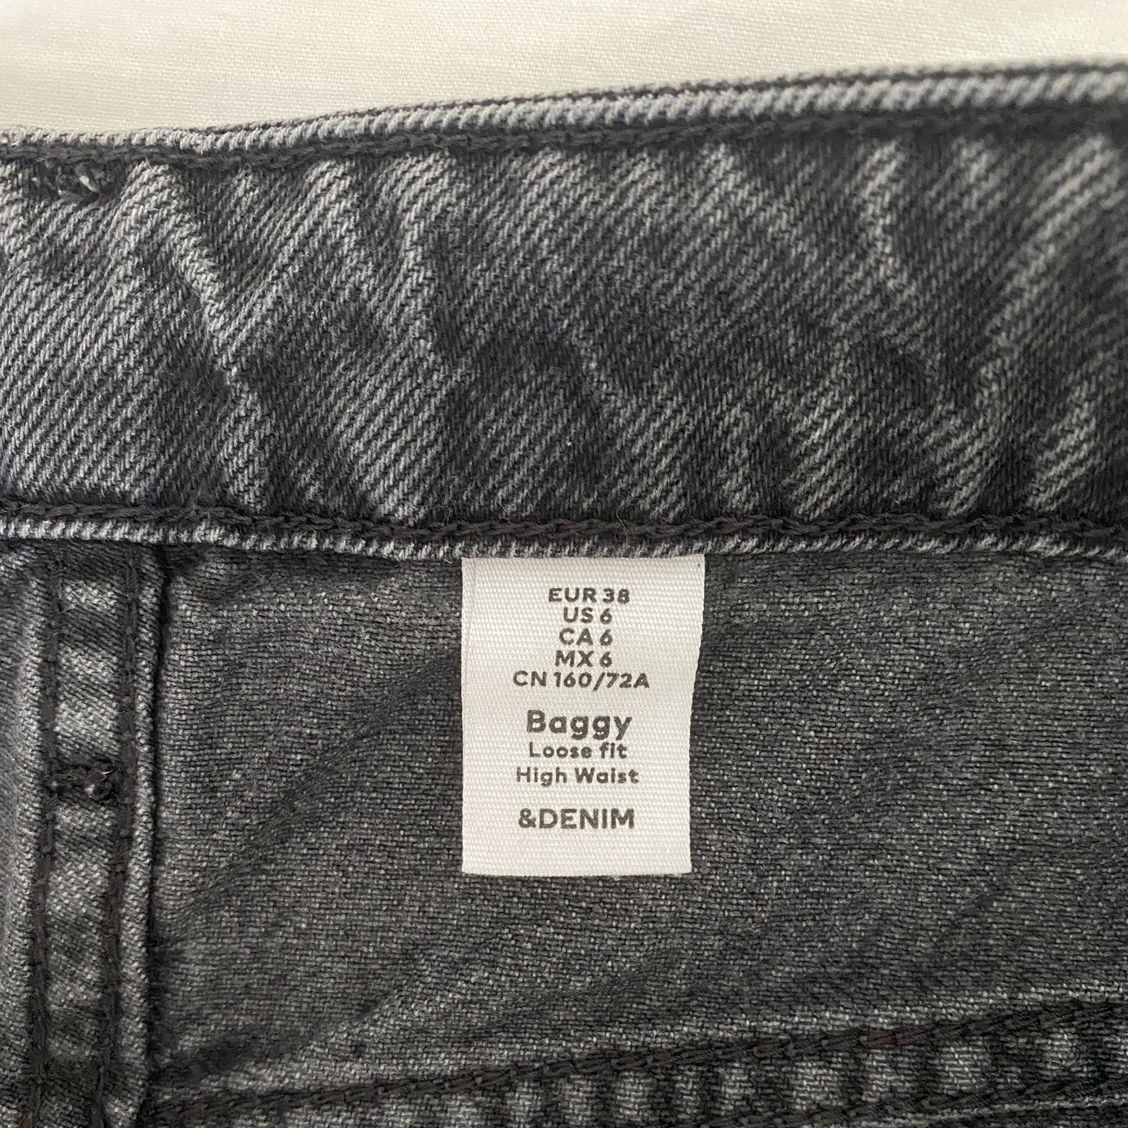 EUR 38
US 6
CA 6
MX 6
CN 160/72A
Baggy
Loose fit
High Waist
&DENIM